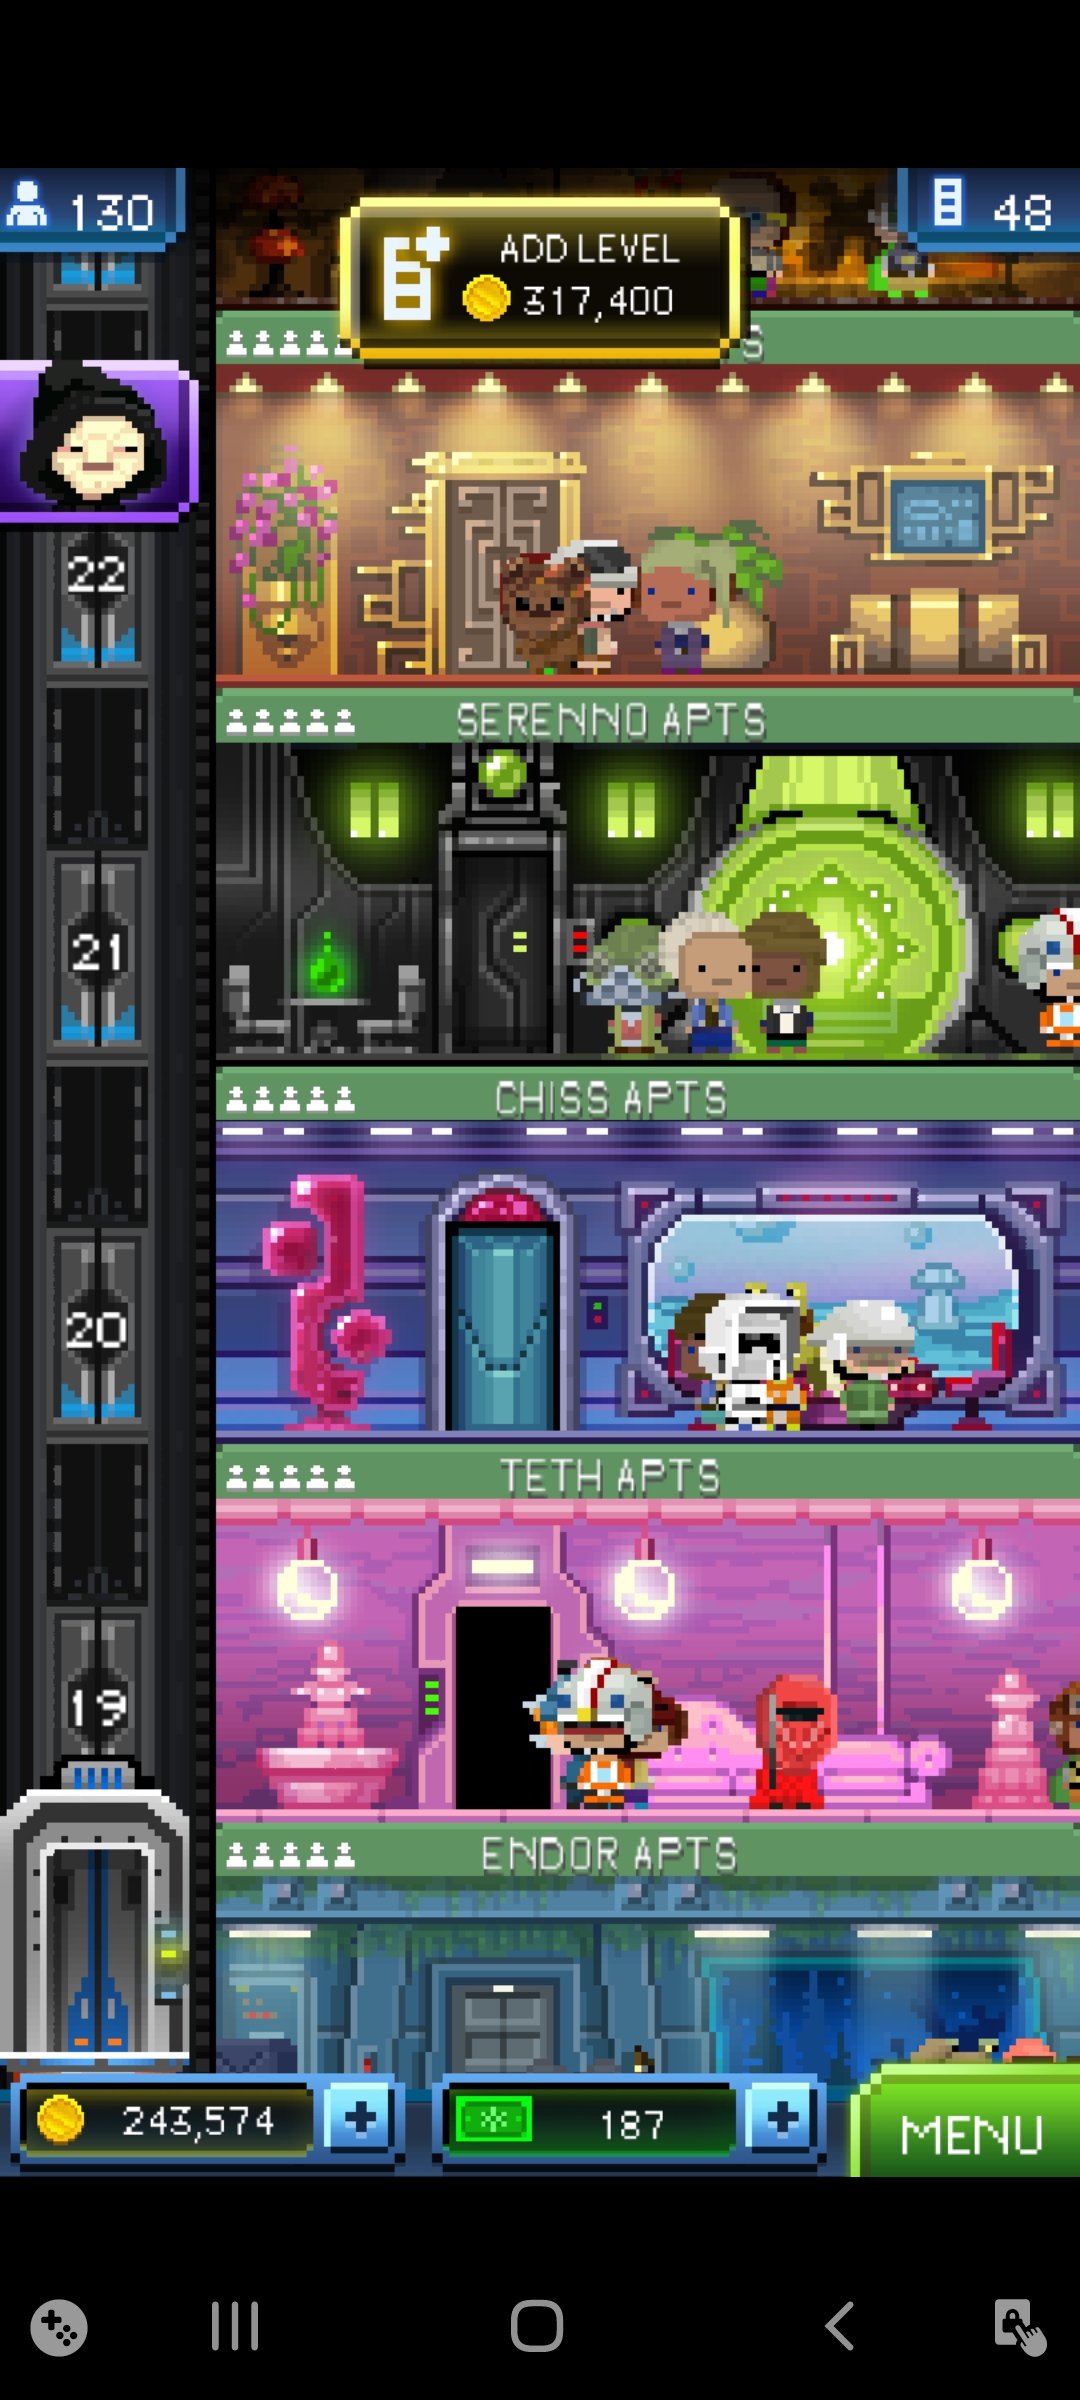 130
ADD LEVEL
317,400
48
S
22
SERENNO APTS
21
CHISS APTS
20
TETH APTS
19
ENDOR APTS
243,574
187
MENU